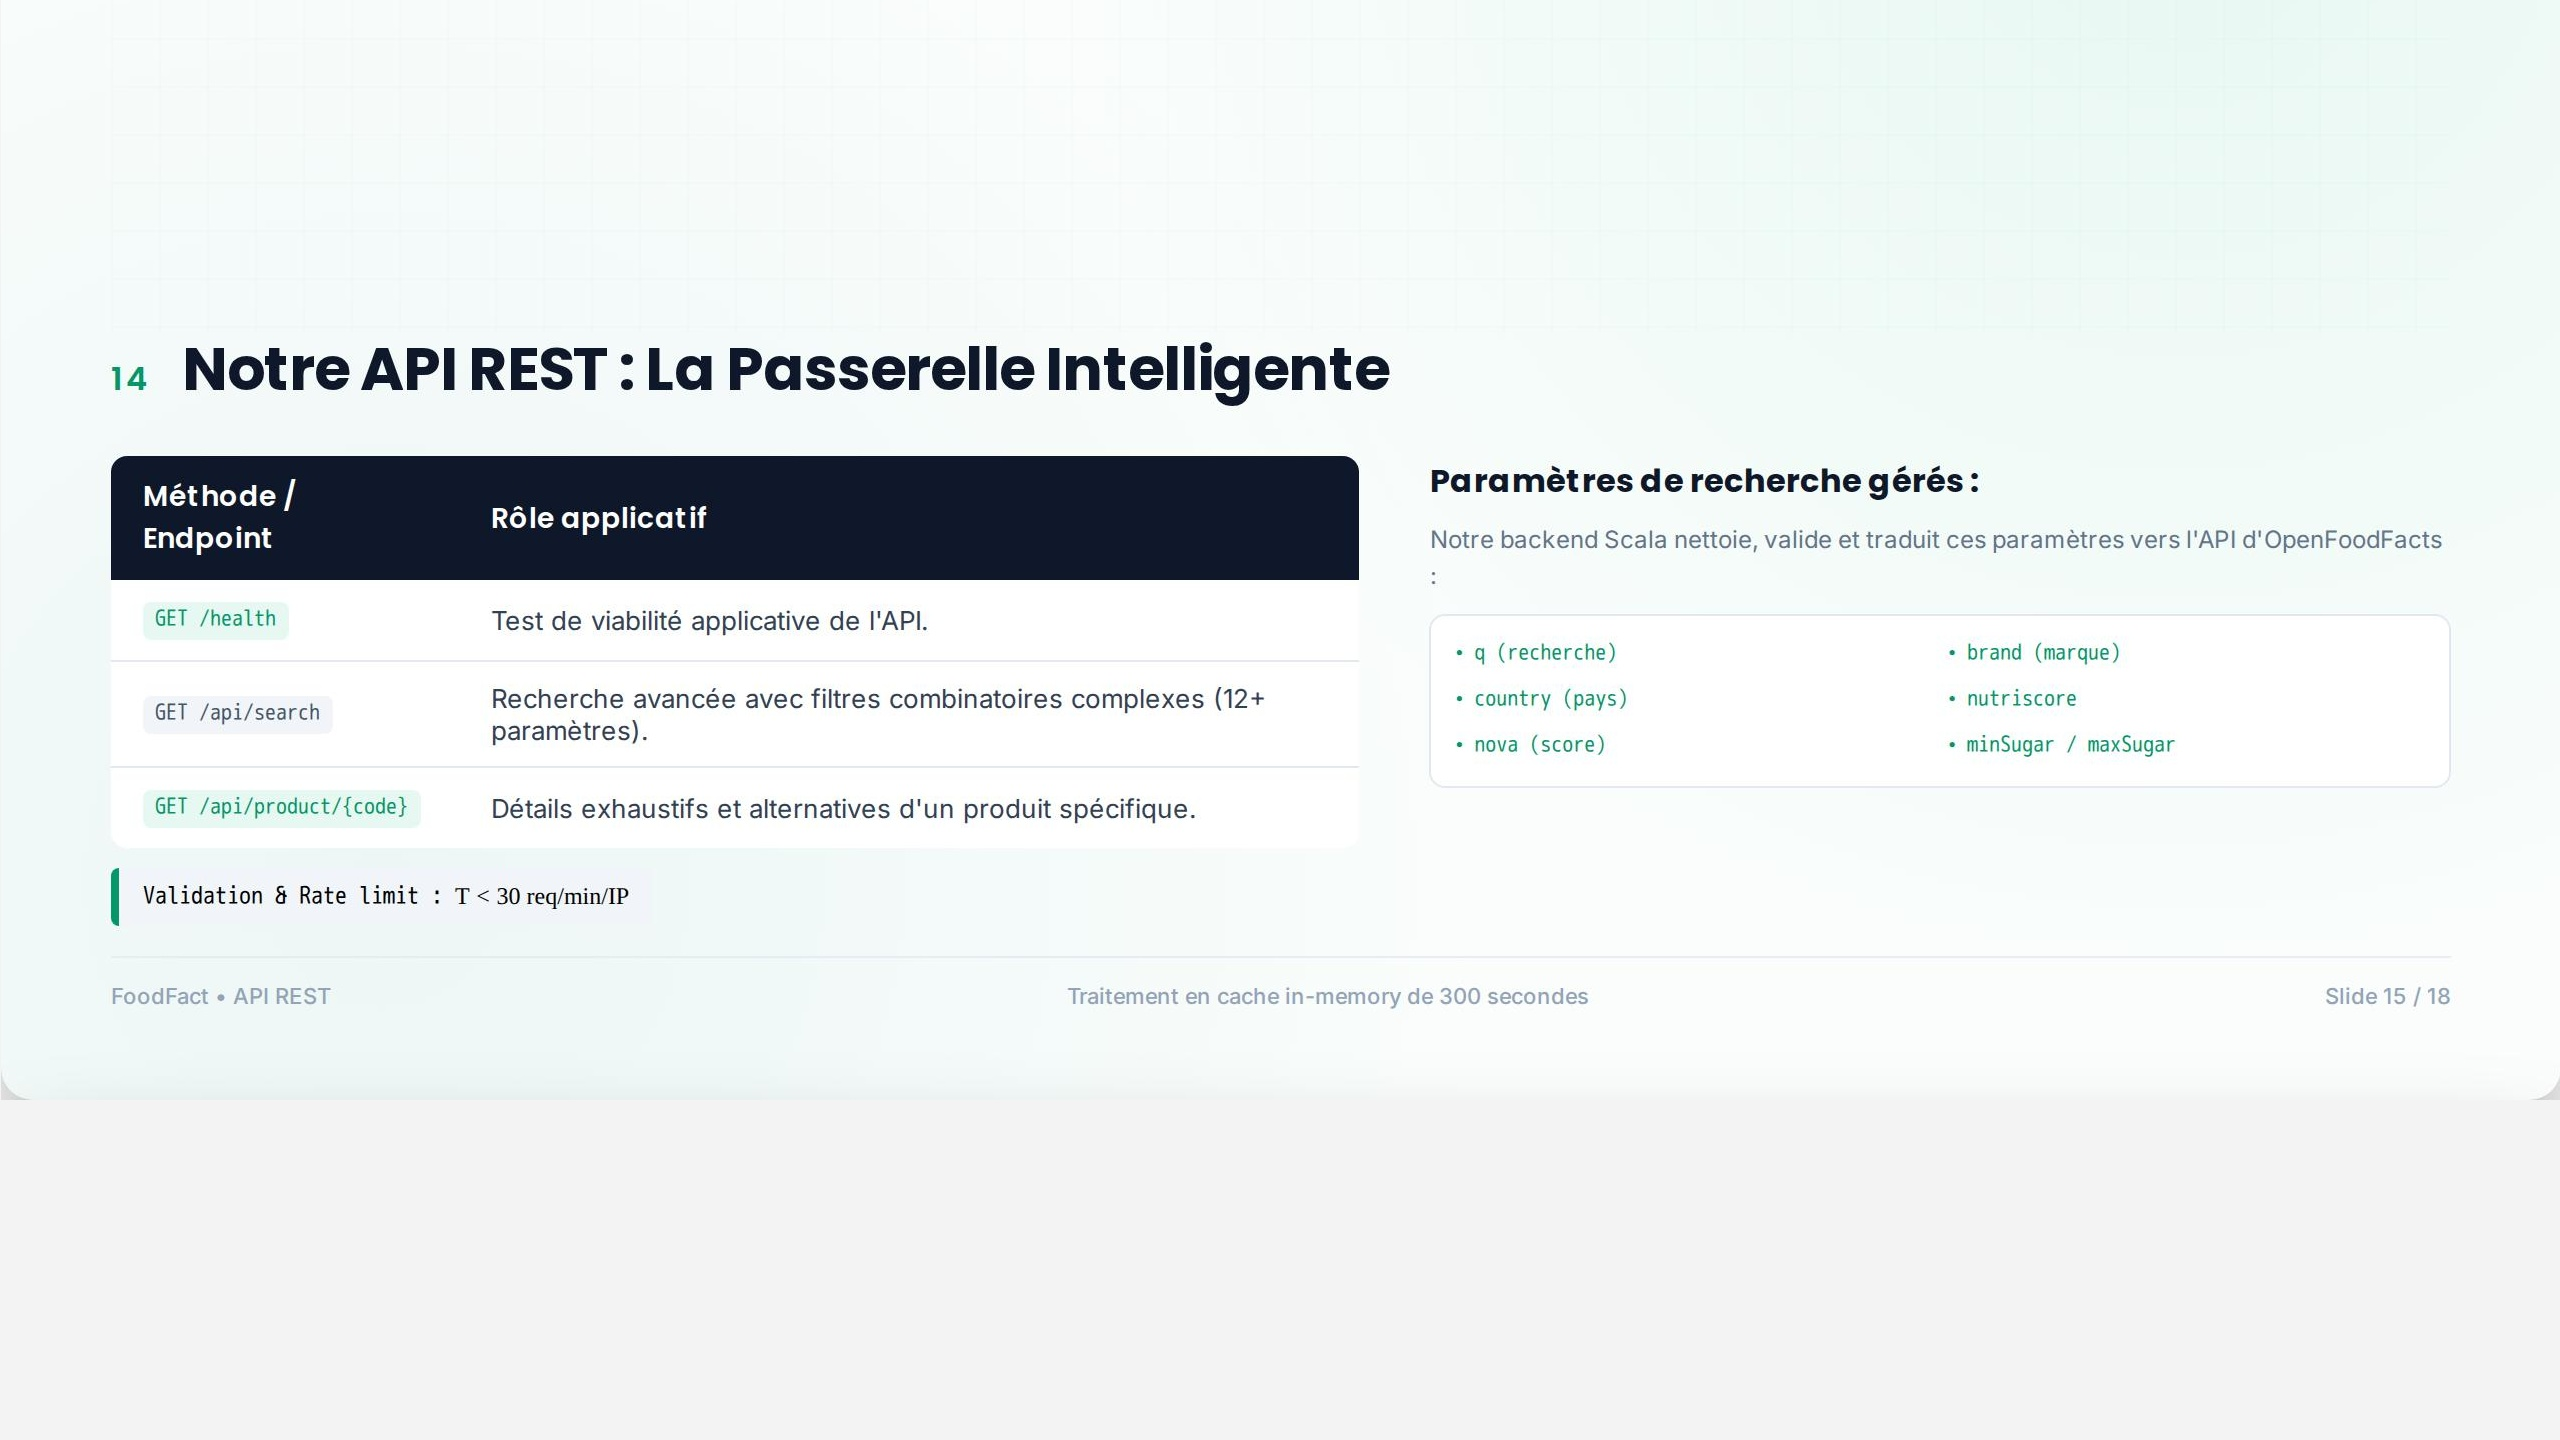 14 Notre API REST : La Passerelle Intelligente
Méthode /
Endpoint
Rôle applicatif
GET /health
Test de viabilité applicative de l'API.
GET /api/search
Recherche avancée avec filtres combinatoires complexes (12+
paramètres).
GET /api/product/{code}
Détails exhaustifs et alternatives d'un produit spécifique.
Validation & Rate limit : T < 30 req/min/IP
Paramètres de recherche gérés :
Notre backend Scala nettoie, valide et traduit ces paramètres vers l'API d'OpenFoodFacts
:
• q (recherche)
• brand (marque)
• country (pays)
• nutriscore
• nova (score)
• minSugar / maxSugar
FoodFact • API REST
Traitement en cache in-memory de 300 secondes
Slide 15 / 18